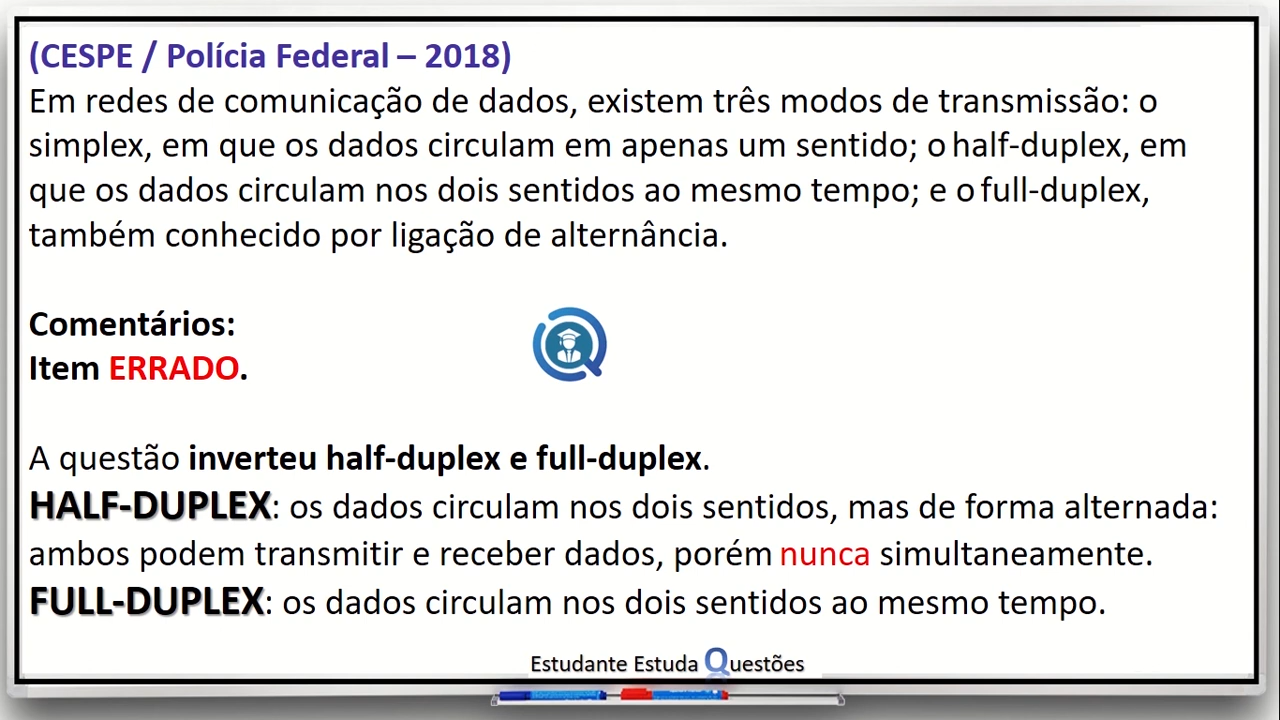 (CESPE / Polícia Federal – 2018)
Em redes de comunicação de dados, existem três modos de transmissão: o
simplex, em que os dados circulam em apenas um sentido; o half-duplex, em
que os dados circulam nos dois sentidos ao mesmo tempo; e o full-duplex,
também conhecido por ligação de alternância.
Comentários:
Item ERRADO.
A questão inverteu half-duplex e full-duplex.
HALF-DUPLEX: os dados circulam nos dois sentidos, mas de forma alternada:
ambos podem transmitir e receber dados, porém nunca simultaneamente.
FULL-DUPLEX: os dados circulam nos dois sentidos ao mesmo tempo.
Estudante Estuda Questões